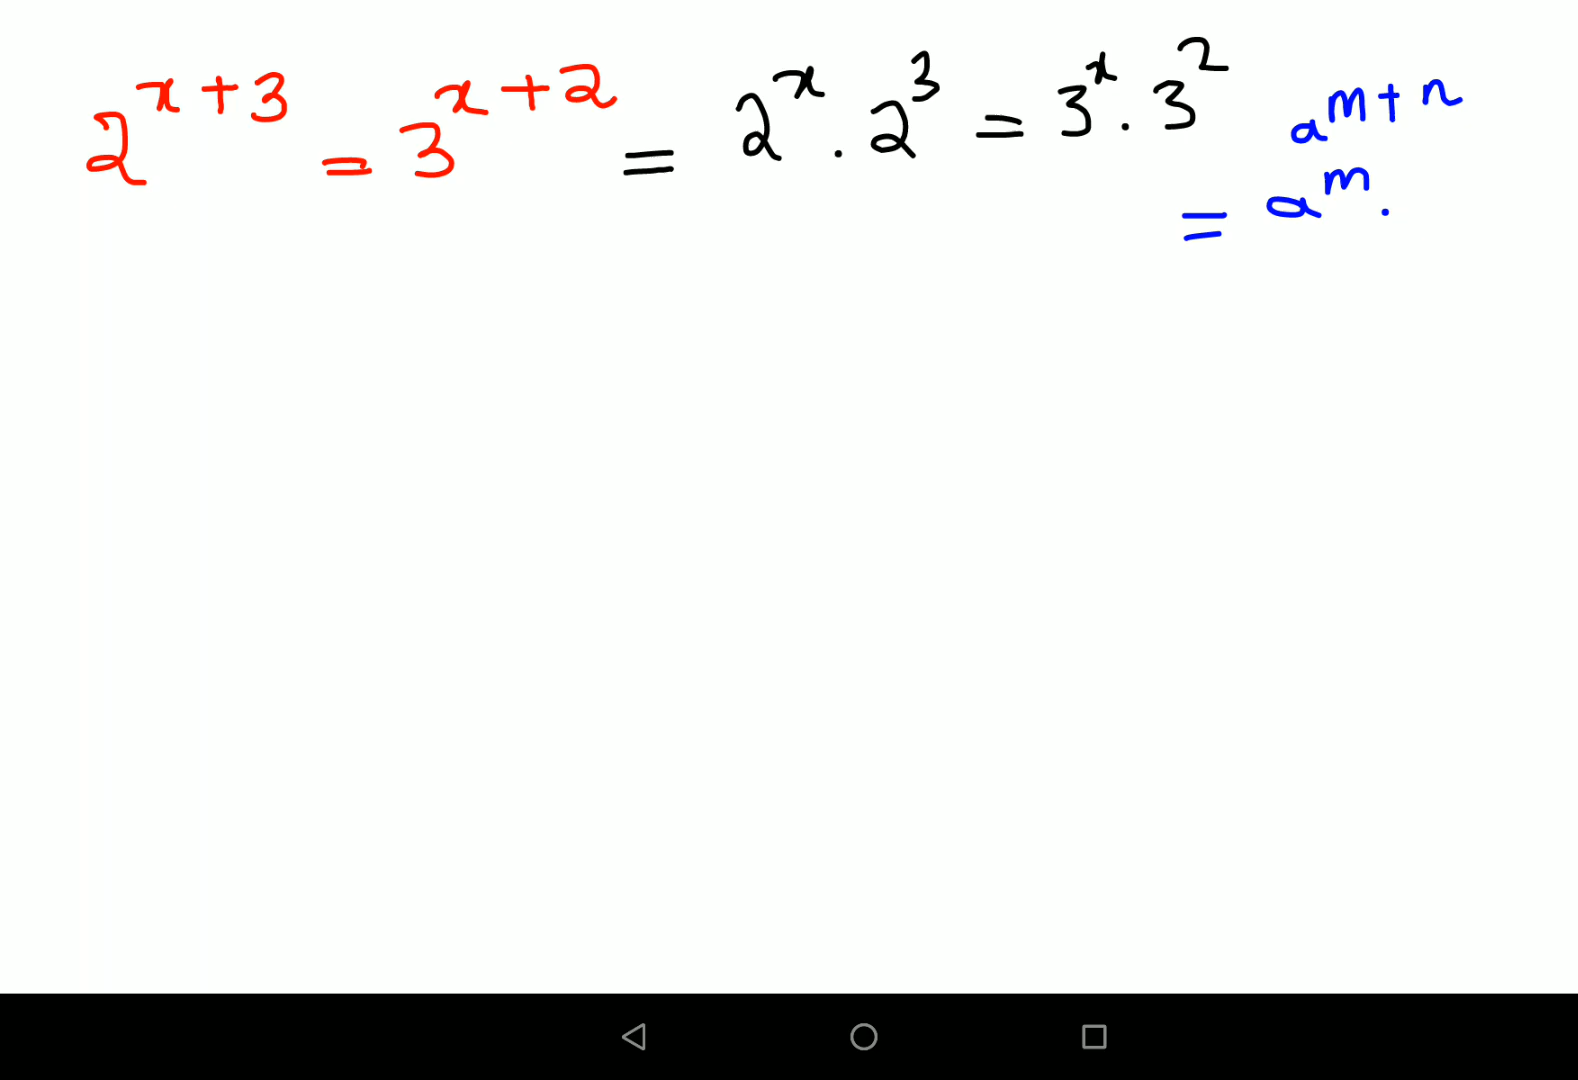 2^{x+3} = 3^{x+2} = 2^x . 2^3 = 3^x . 3^2
a^{m+n}
= a^m .